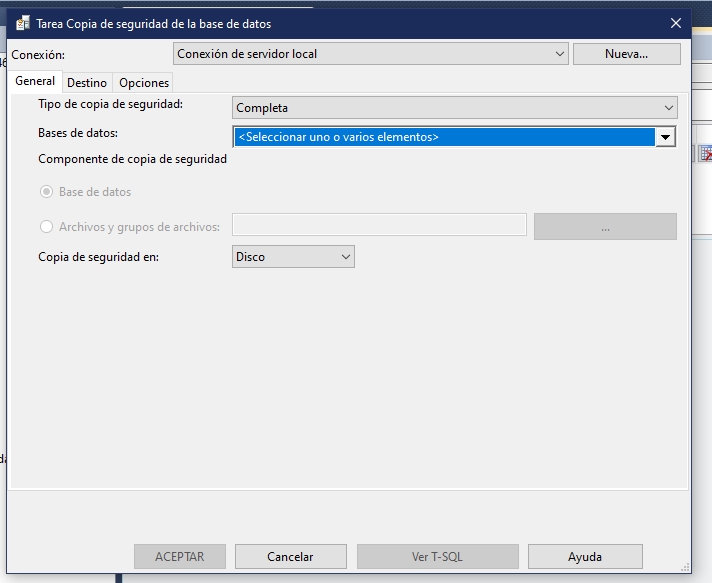 Tarea Copia de seguridad de la base de datos
Conexión: Conexión de servidor local Nueva...
General Destino Opciones
Tipo de copia de seguridad: Completa
Bases de datos: <Seleccionar uno o varios elementos>
Componente de copia de seguridad
Base de datos
Archivos y grupos de archivos: ...
Copia de seguridad en: Disco
ACEPTAR Cancelar Ver T-SQL Ayuda